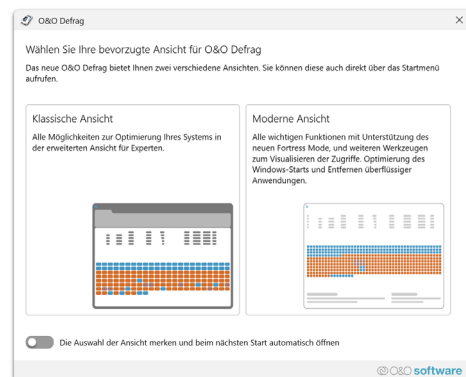 O&O Defrag
Wählen Sie Ihre bevorzugte Ansicht für O&O Defrag
Das neue O&O Defrag bietet Ihnen zwei verschiedene Ansichten. Sie können diese auch direkt über das Startmenü
aufrufen.
Klassische Ansicht
Alle Möglichkeiten zur Optimierung Ihres Systems in
der erweiterten Ansicht für Experten.
Moderne Ansicht
Alle wichtigen Funktionen mit Unterstützung des
neuen Fortress Mode, und weiteren Werkzeugen
zum Visualisieren der Zugriffe. Optimierung des
Windows-Starts und Entfernen überflüssiger
Anwendungen.
Die Auswahl der Ansicht merken und beim nächsten Start automatisch öffnen
O&O software